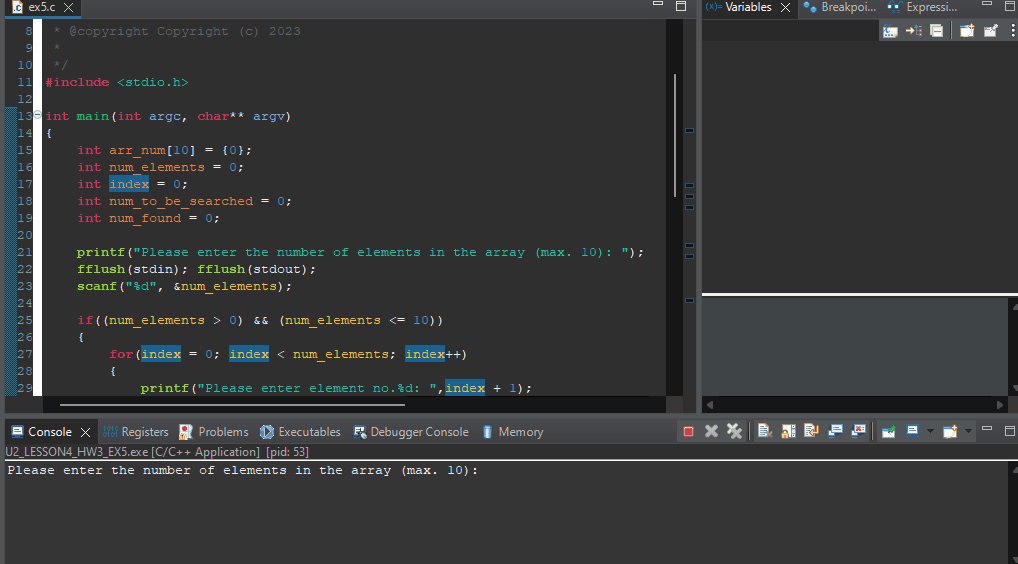 ex5.c
8 * @copyright Copyright (c) 2023
9 *
10 */
11 #include <stdio.h>
12
13 int main(int argc, char** argv)
14 {
15 int arr_num[10] = {0};
16 int num_elements = 0;
17 int index = 0;
18 int num_to_be_searched = 0;
19 int num_found = 0;
20
21 printf("Please enter the number of elements in the array (max. 10): ");
22 fflush(stdin); fflush(stdout);
23 scanf("%d", &num_elements);
24
25 if((num_elements > 0) && (num_elements <= 10))
26 {
27 for(index = 0; index < num_elements; index++)
28 {
29 printf("Please enter element no.%d: ",index + 1);
(x)= Variables Breakpoi... Expressi...
Console Registers Problems Executables Debugger Console Memory
U2_LESSON4_HW3_EX5.exe [C/C++ Application] [pid: 53]
Please enter the number of elements in the array (max. 10):